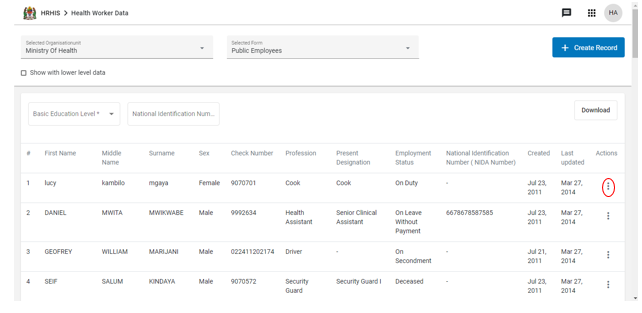 HRHIS > Health Worker Data
HA
Selected Organisationunit
Ministry Of Health
Selected Form
Public Employees
+ Create Record
Show with lower level data
Basic Education Level *
National Identification Num...
Download
# First Name Middle Name Surname Sex Check Number Profession Present Designation Employment Status National Identification Number ( NIDA Number) Created Last updated Actions
1 lucy kambilo mgaya Female 9070701 Cook Cook On Duty - Jul 23, 2011 Mar 27, 2014
2 DANIEL MWITA MWIKWABE Male 9992634 Health Assistant Senior Clinical Assistant On Leave Without Payment 6678678587585 Jul 23, 2011 Mar 27, 2014
3 GEOFREY WILLIAM MARIJANI Male 022411202174 Driver - On Secondment - Jul 21, 2011 Mar 27, 2014
4 SEIF SALUM KINDAYA Male 9070572 Security Guard Security Guard I Deceased - Jul 23, 2011 Mar 27, 2014